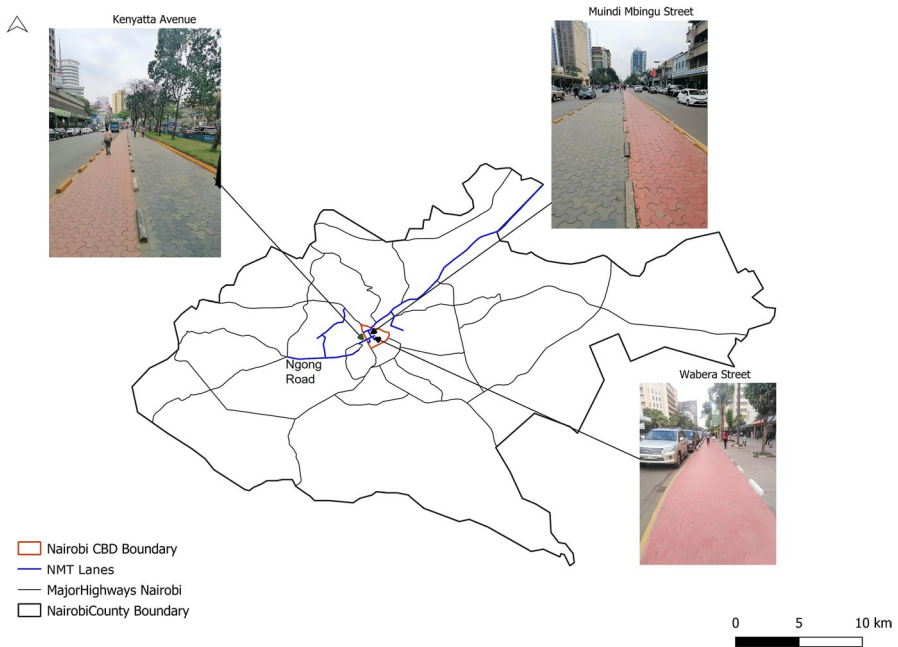 Kenyatta Avenue
Muindi Mbingu Street
Ngong
Road
Wabera Street
Nairobi CBD Boundary
NMT Lanes
MajorHighways Nairobi
NairobiCounty Boundary
0 5 10 km